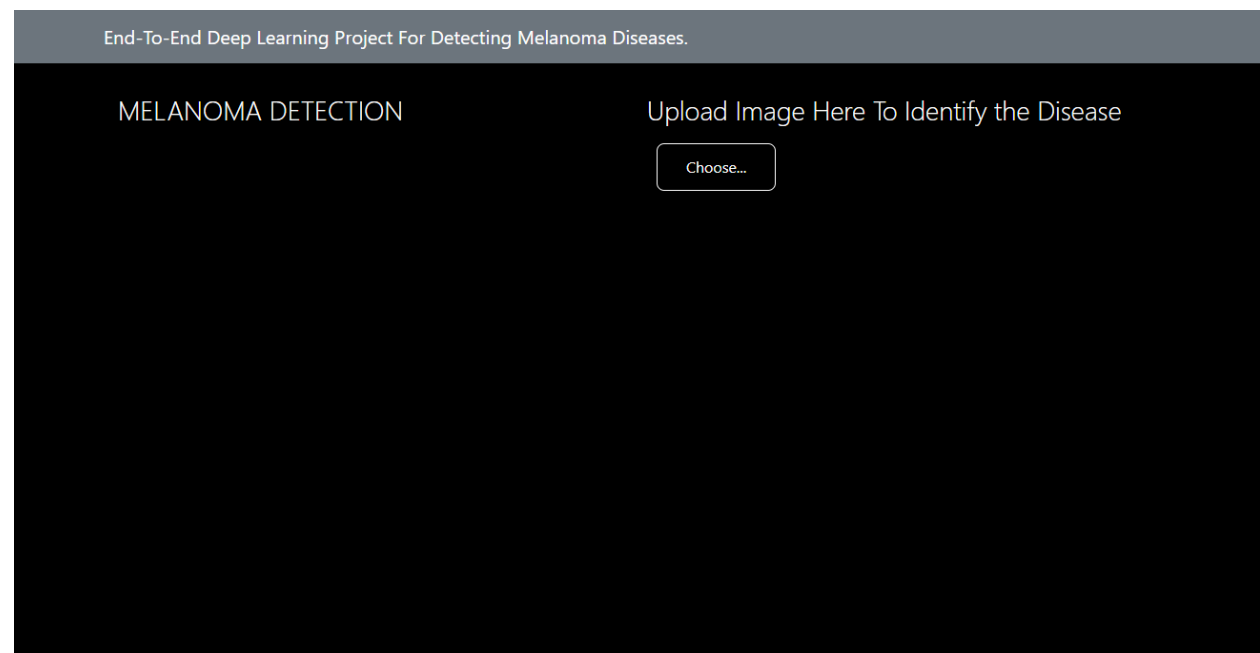 End-To-End Deep Learning Project For Detecting Melanoma Diseases.
MELANOMA DETECTION
Upload Image Here To Identify the Disease
Choose...